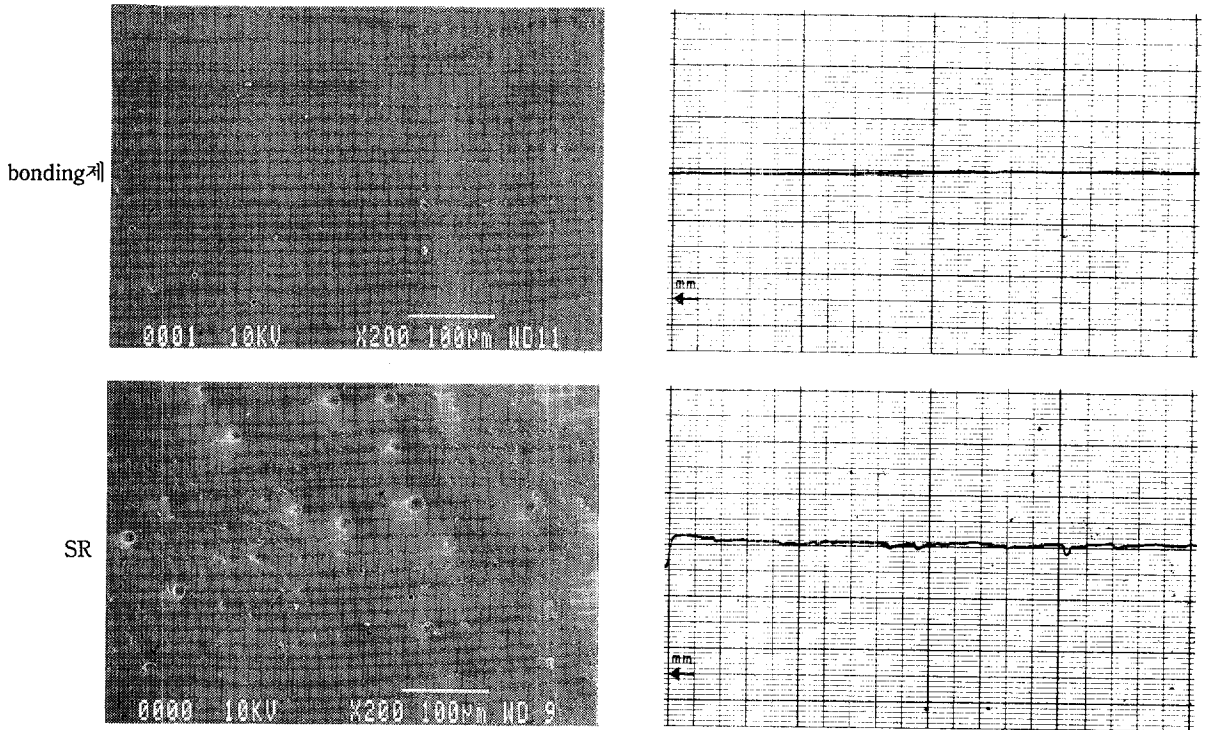 bonding제
0001 10KV X200 100μm WD11
mm
SR
0000 10KV X200 100μm WD 9
mm